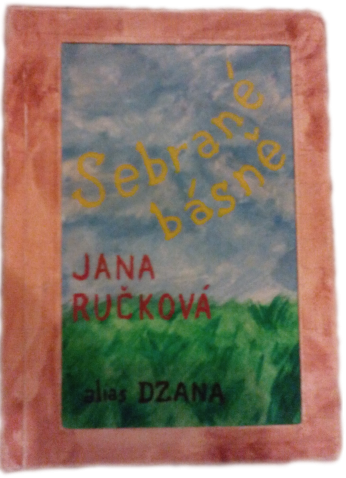 Sebrané
básně
JANA
RUČKOVÁ
alias DZANA